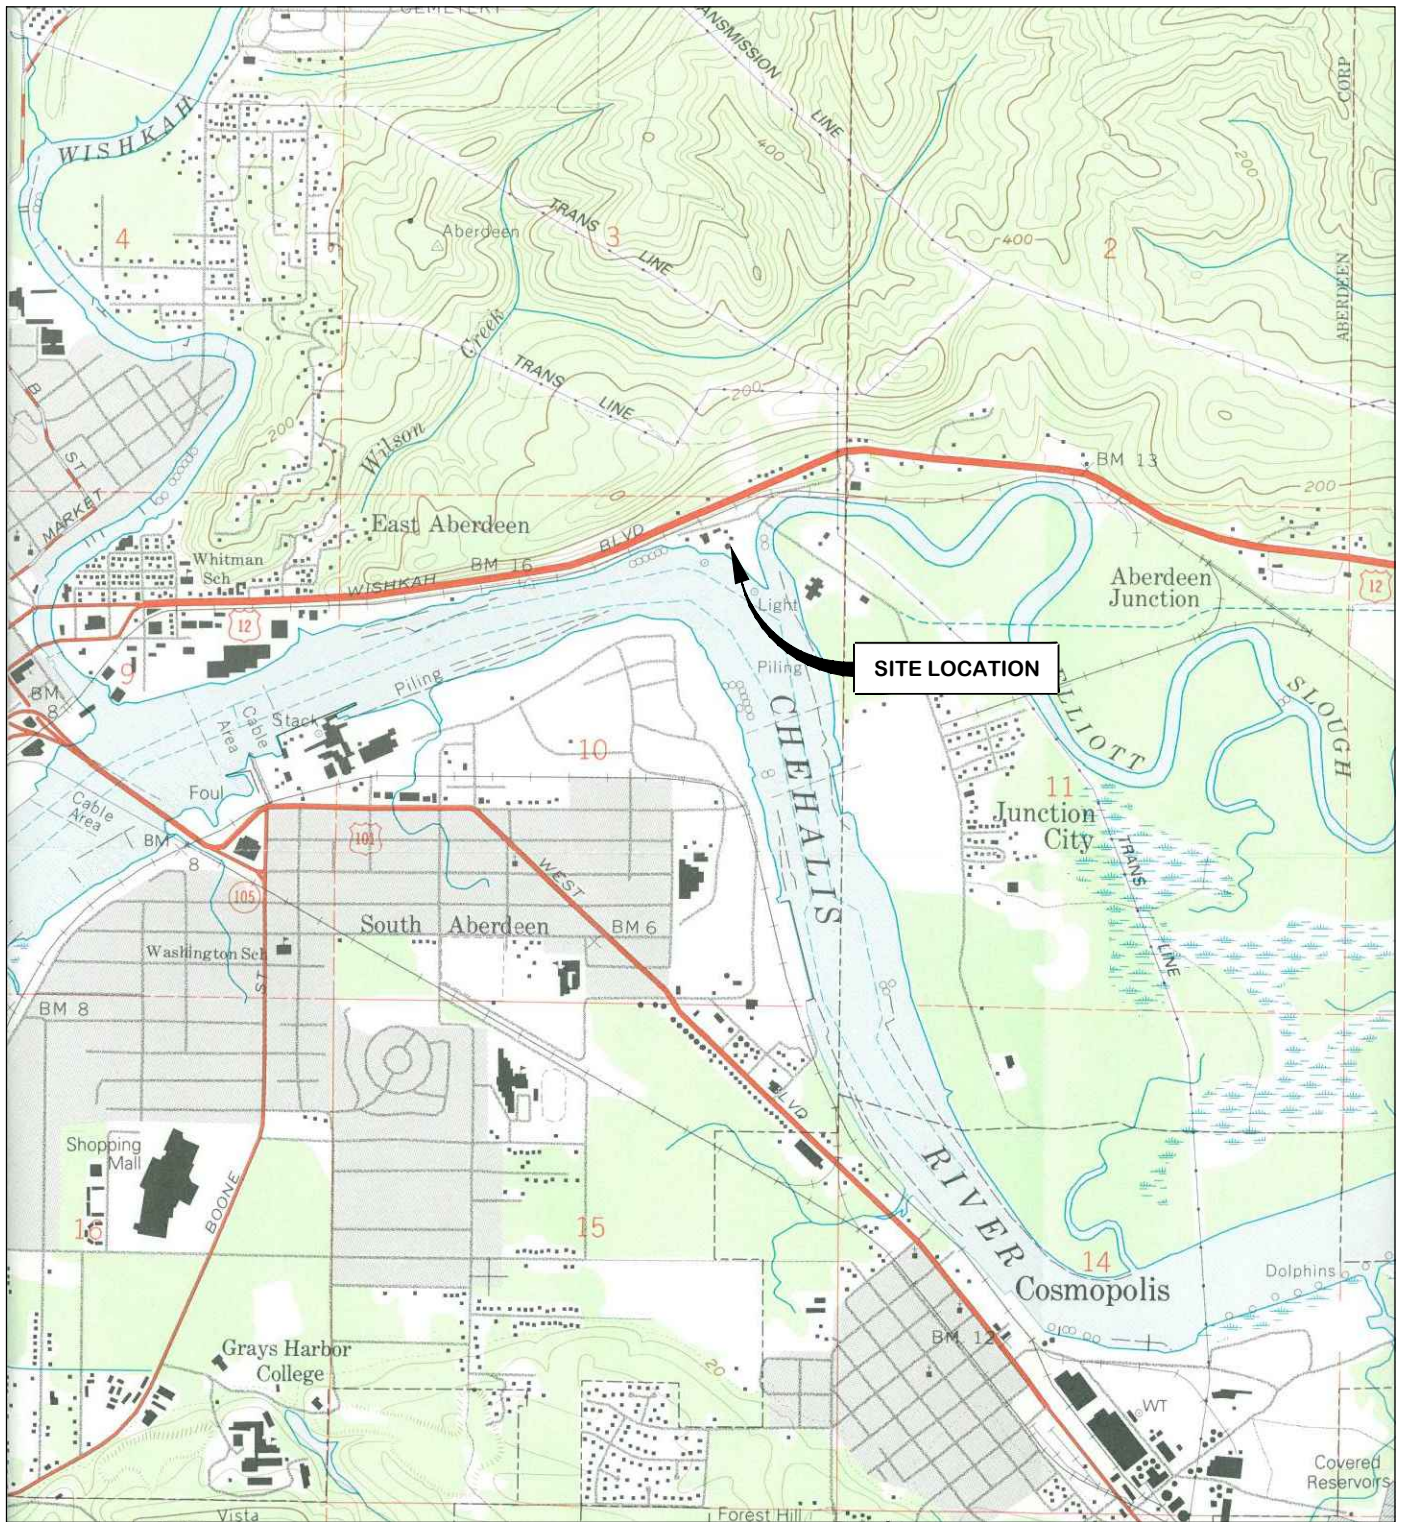 CEMETERY
TRANSMISSION
LINE
CORP
ABERDEEN
WISHKAH
400
200
4
Aberdeen
TRANS
3
LINE
400
2
Creek
TRANS
LINE
200
B
ST
200
Wilson
BM 13
200
MARKET
East Aberdeen
BLVD
Whitman
Sch
BM 16
WISHKAH
Aberdeen
Junction
12
Light
12
9
SITE LOCATION
BM
8
Piling
Piling
ELLIOTT
SLOUGH
Cable
Area
Stack
CHEHALIS
10
11
Foul
Junction
City
Cable
Area
BM
8
101
TRANS
LINE
WEST
105
South Aberdeen
BM 6
Washington Sch
ST
BM 8
BLVD
Shopping
Mall
BOONE
RIVER
16
15
14
Dolphins
Cosmopolis
BM 12
Grays Harbor
College
20
WT
Covered
Reservoirs
Vista
Forest Hill